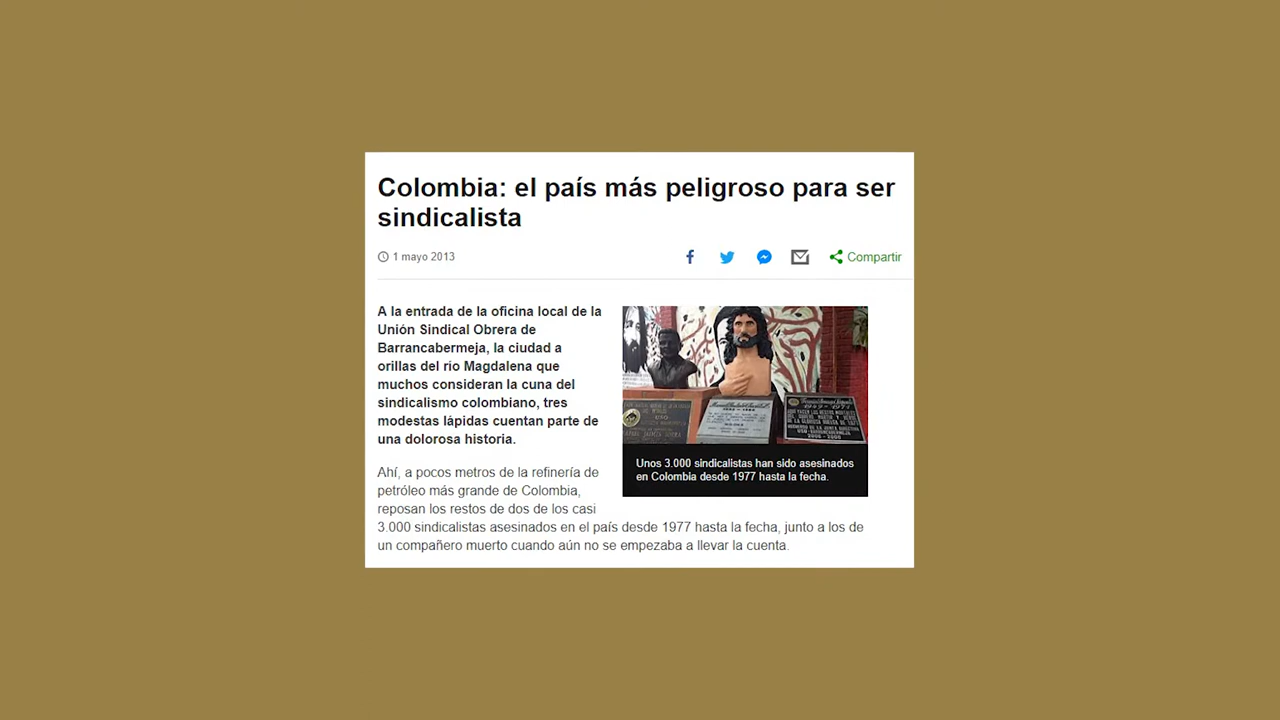 Colombia: el país más peligroso para ser
sindicalista
1 mayo 2013
Compartir
A la entrada de la oficina local de la
Unión Sindical Obrera de
Barrancabermeja, la ciudad a
orillas del río Magdalena que
muchos consideran la cuna del
sindicalismo colombiano, tres
modestas lápidas cuentan parte de
una dolorosa historia.
Unos 3.000 sindicalistas han sido asesinados
en Colombia desde 1977 hasta la fecha.
Ahí, a pocos metros de la refinería de
petróleo más grande de Colombia,
reposan los restos de dos de los casi
3.000 sindicalistas asesinados en el país desde 1977 hasta la fecha, junto a los de
un compañero muerto cuando aún no se empezaba a llevar la cuenta.